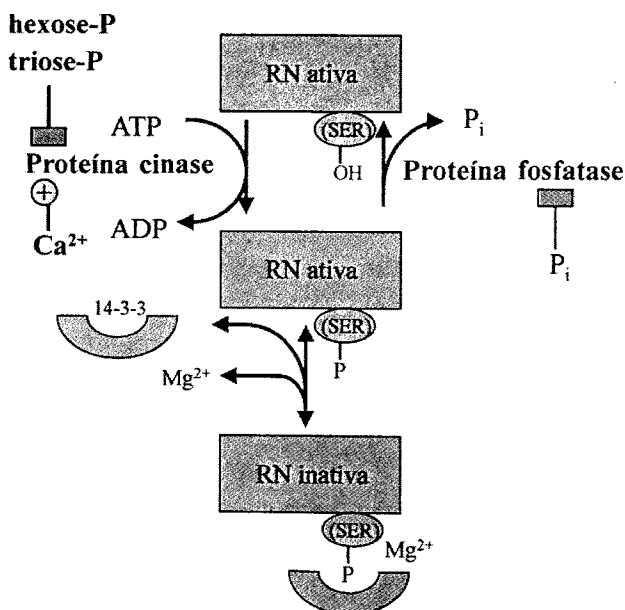 hexose-P
triose-P
RN ativa
(SER)
OH
ATP
Proteína cinase
+
Ca²⁺
ADP
Pᵢ
Proteína fosfatase
Pᵢ
RN ativa
(SER)
P
14-3-3
Mg²⁺
RN inativa
(SER)
P
Mg²⁺